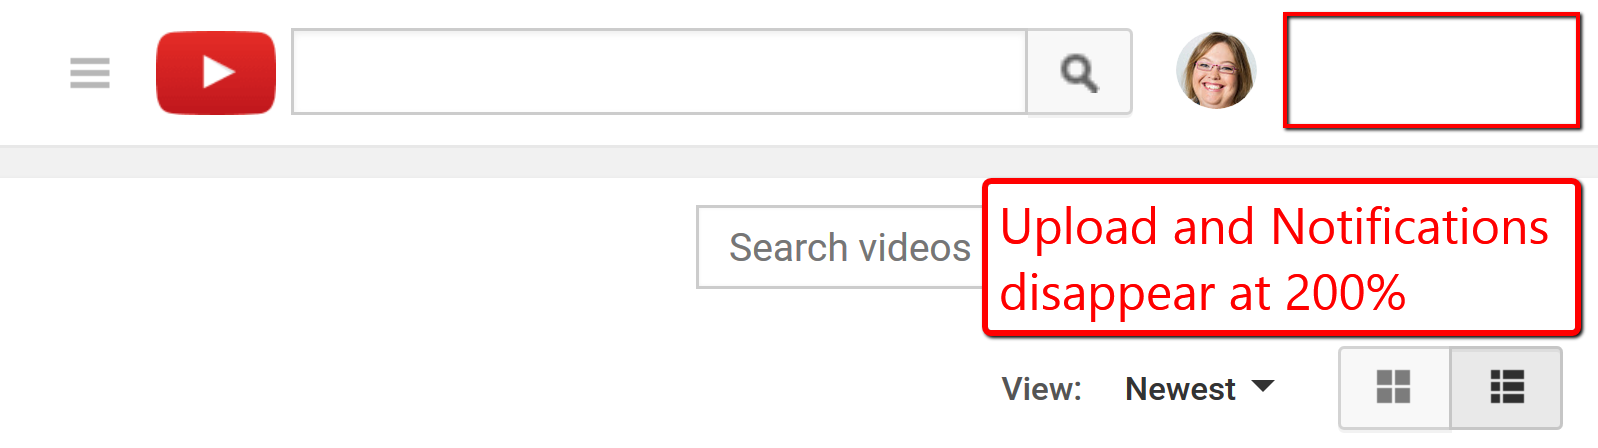 Search videos
Upload and Notifications
disappear at 200%
View: Newest